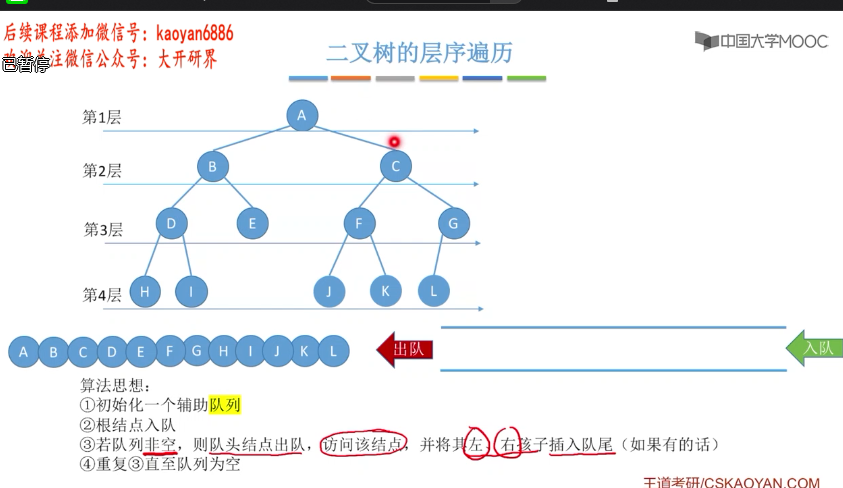 后续课程添加微信号：kaoyan6886
欢迎关注微信公众号：大开研界
已暂停
二叉树的层序遍历
中国大学MOOC
第1层
A
第2层
B
C
第3层
D
E
F
G
第4层
H
I
J
K
L
A B C D E F G H I J K L
出队
入队
算法思想：
①初始化一个辅助队列
②根结点入队
③若队列非空，则队头结点出队，访问该结点，并将其左、右孩子插入队尾（如果有的话）
④重复③直至队列为空
王道考研/CSKAOYAN.COM